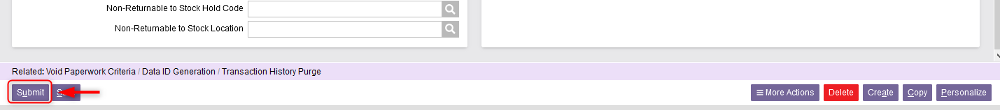 Non-Returnable to Stock Hold Code
Non-Returnable to Stock Location
Related: Void Paperwork Criteria / Data ID Generation / Transaction History Purge
Submit ≡ More Actions Delete Create Copy Personalize